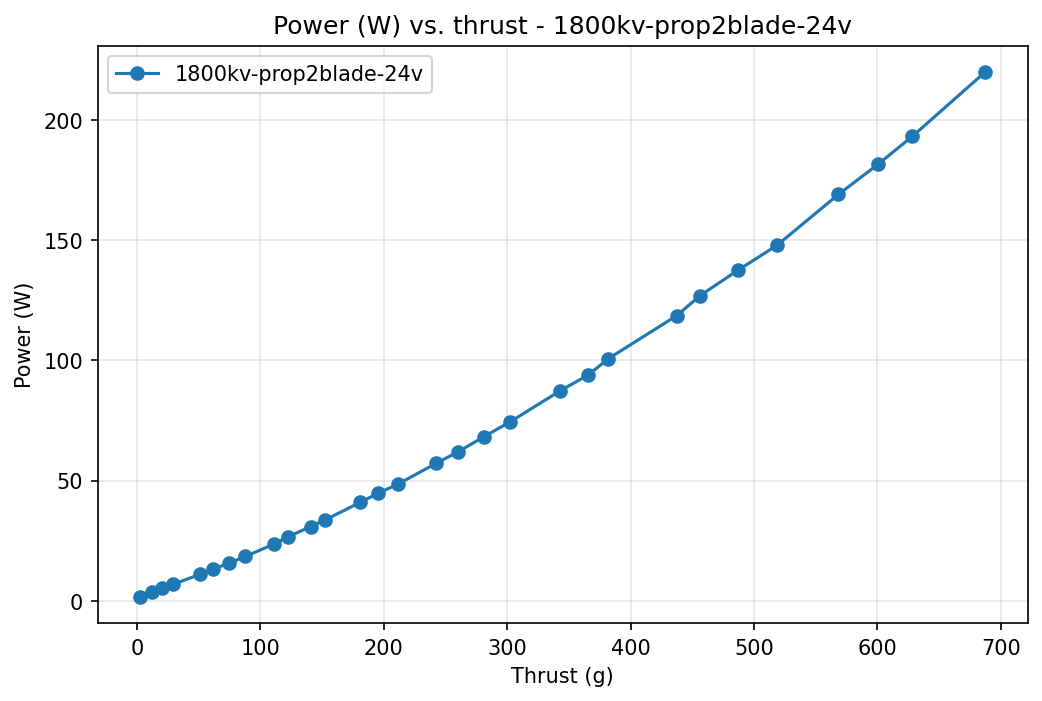 Power (W) vs. thrust - 1800kv-prop2blade-24v
1800kv-prop2blade-24v
Power (W)
200
150
100
50
0
0 100 200 300 400 500 600 700
Thrust (g)